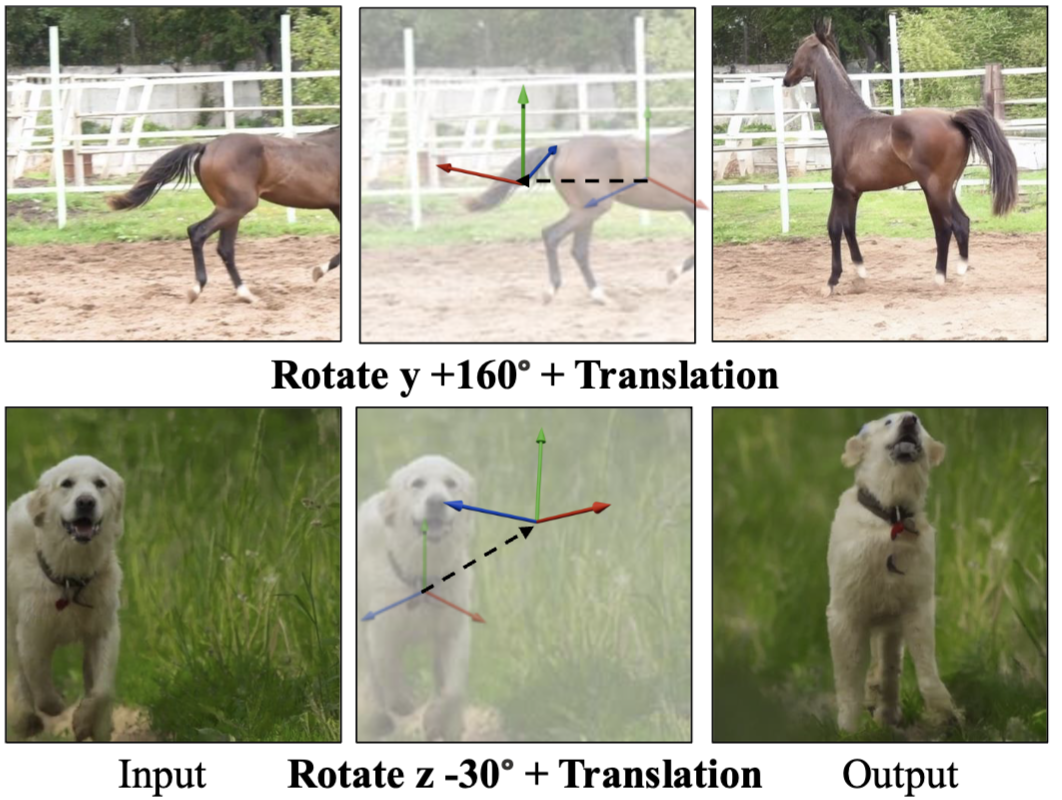 Rotate y +160° + Translation
Input
Rotate z -30° + Translation
Output